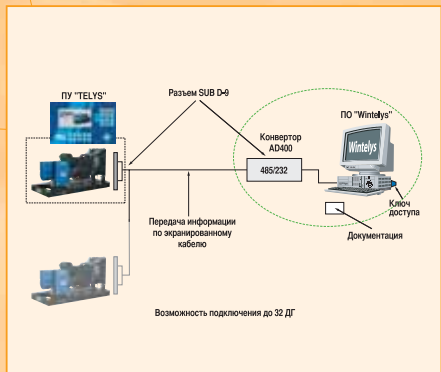 ПУ "TELYS"
Разъем SUB D-9
ПО "Wintelys"
Конвертор
AD400
485/232
Wintelys
Ключ
доступа
Передача информации
по экранированному
кабелю
Документация
Возможность подключения до 32 ДГ